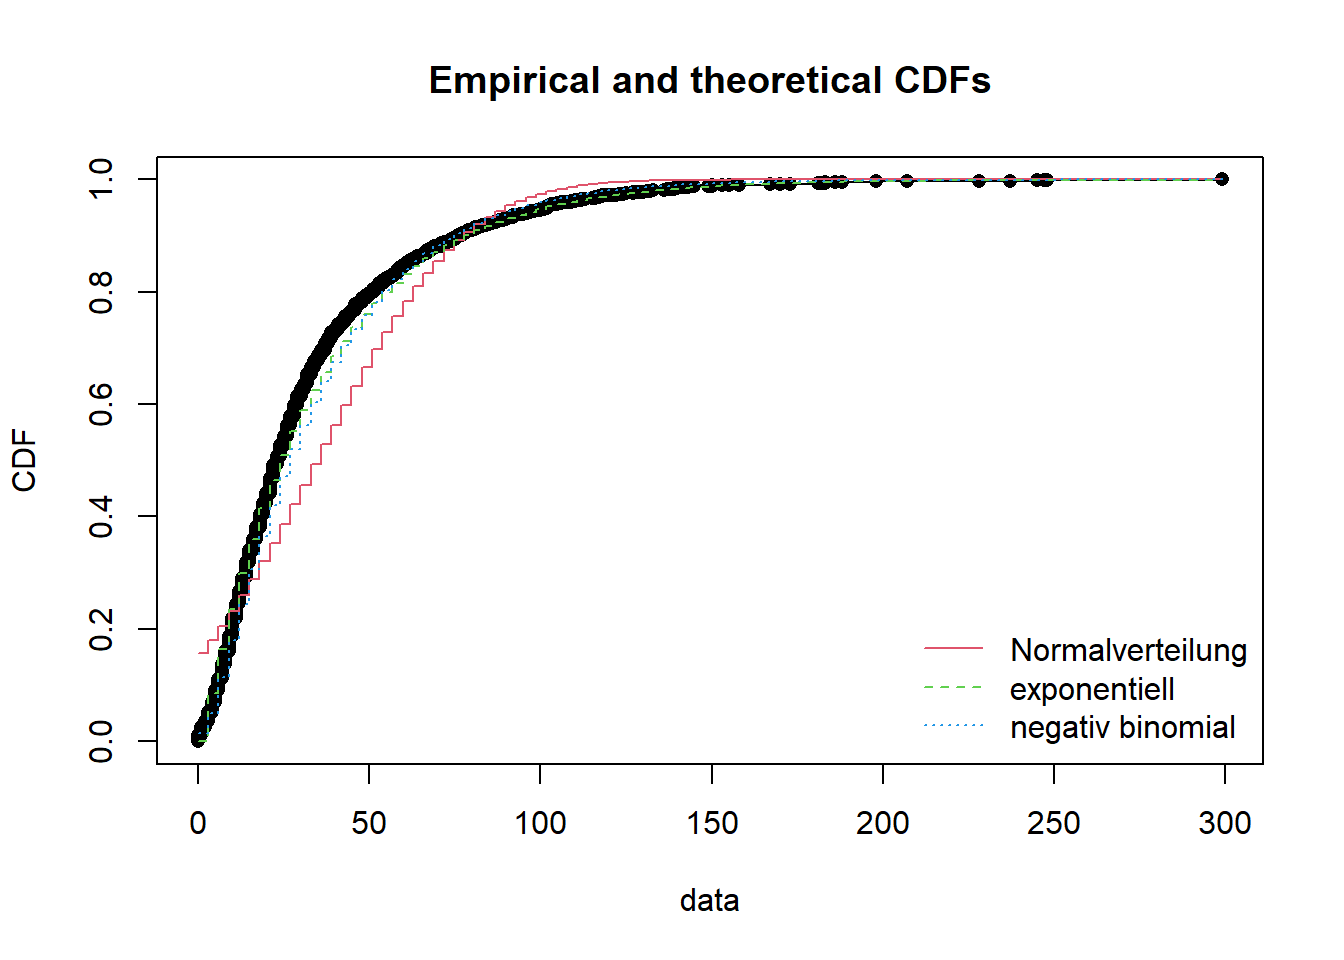 Empirical and theoretical CDFs
CDF
1.0
0.8
0.6
0.4
0.2
0.0
Normalverteilung
exponentiell
negativ binomial
0 50 100 150 200 250 300
data